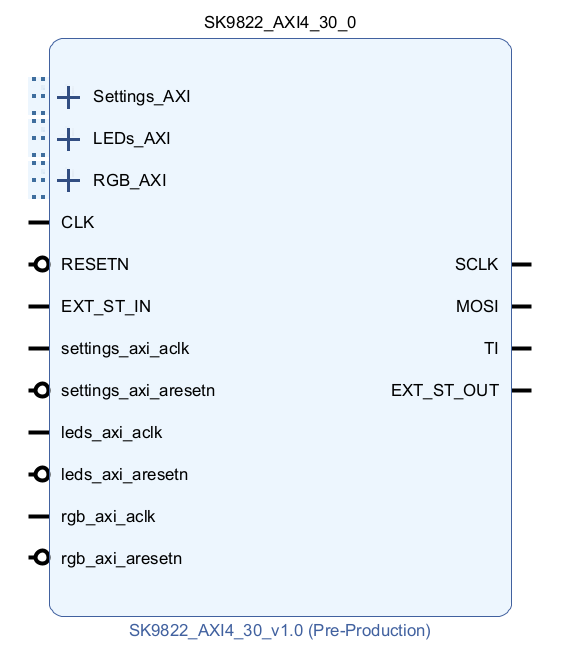 SK9822_AXI4_30_0
Settings_AXI
LEDs_AXI
RGB_AXI
CLK
RESETN
SCLK
EXT_ST_IN
MOSI
settings_axi_aclk
TI
settings_axi_aresetn
EXT_ST_OUT
leds_axi_aclk
leds_axi_aresetn
rgb_axi_aclk
rgb_axi_aresetn
SK9822_AXI4_30_v1.0 (Pre-Production)